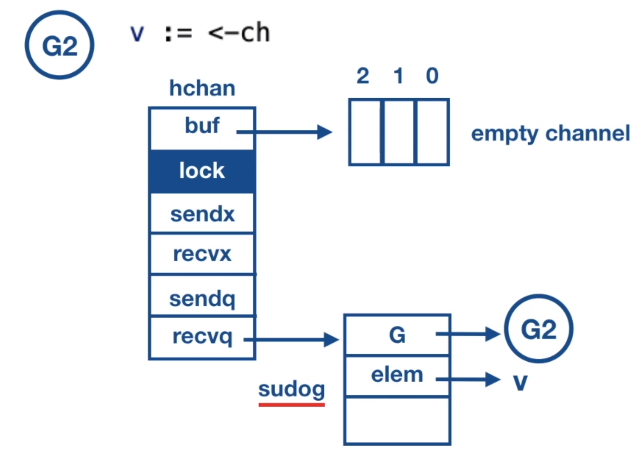 G2
v := <-ch
hchan
2 1 0
buf
empty channel
lock
sendx
recvx
sendq
recvq
G
G2
elem
v
sudog